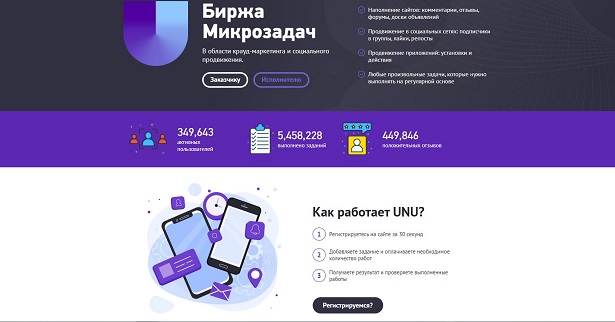 Биржа
Микрозадач
В области крауд-маркетинга и социального
продвижения.
Заказчику
Исполнителю
Наполнение сайтов: комментарии, отзывы,
форумы, доски объявлений
Продвижение в социальных сетях: подписчики
в группы, лайки, репосты
Продвижение приложений: установки и
действия
Любые произвольные задачи, которые нужно
выполнять на регулярной основе
349,643
активных
пользователей
5,458,228
выполнено заданий
449,846
положительных отзывов
Как работает UNU?
1 Регистрируетесь на сайте за 30 секунд
2 Добавляете задание и оплачиваете необходимое
количество работ
3 Получаете результат и проверяете выполненные
работы
Регистрируемся?